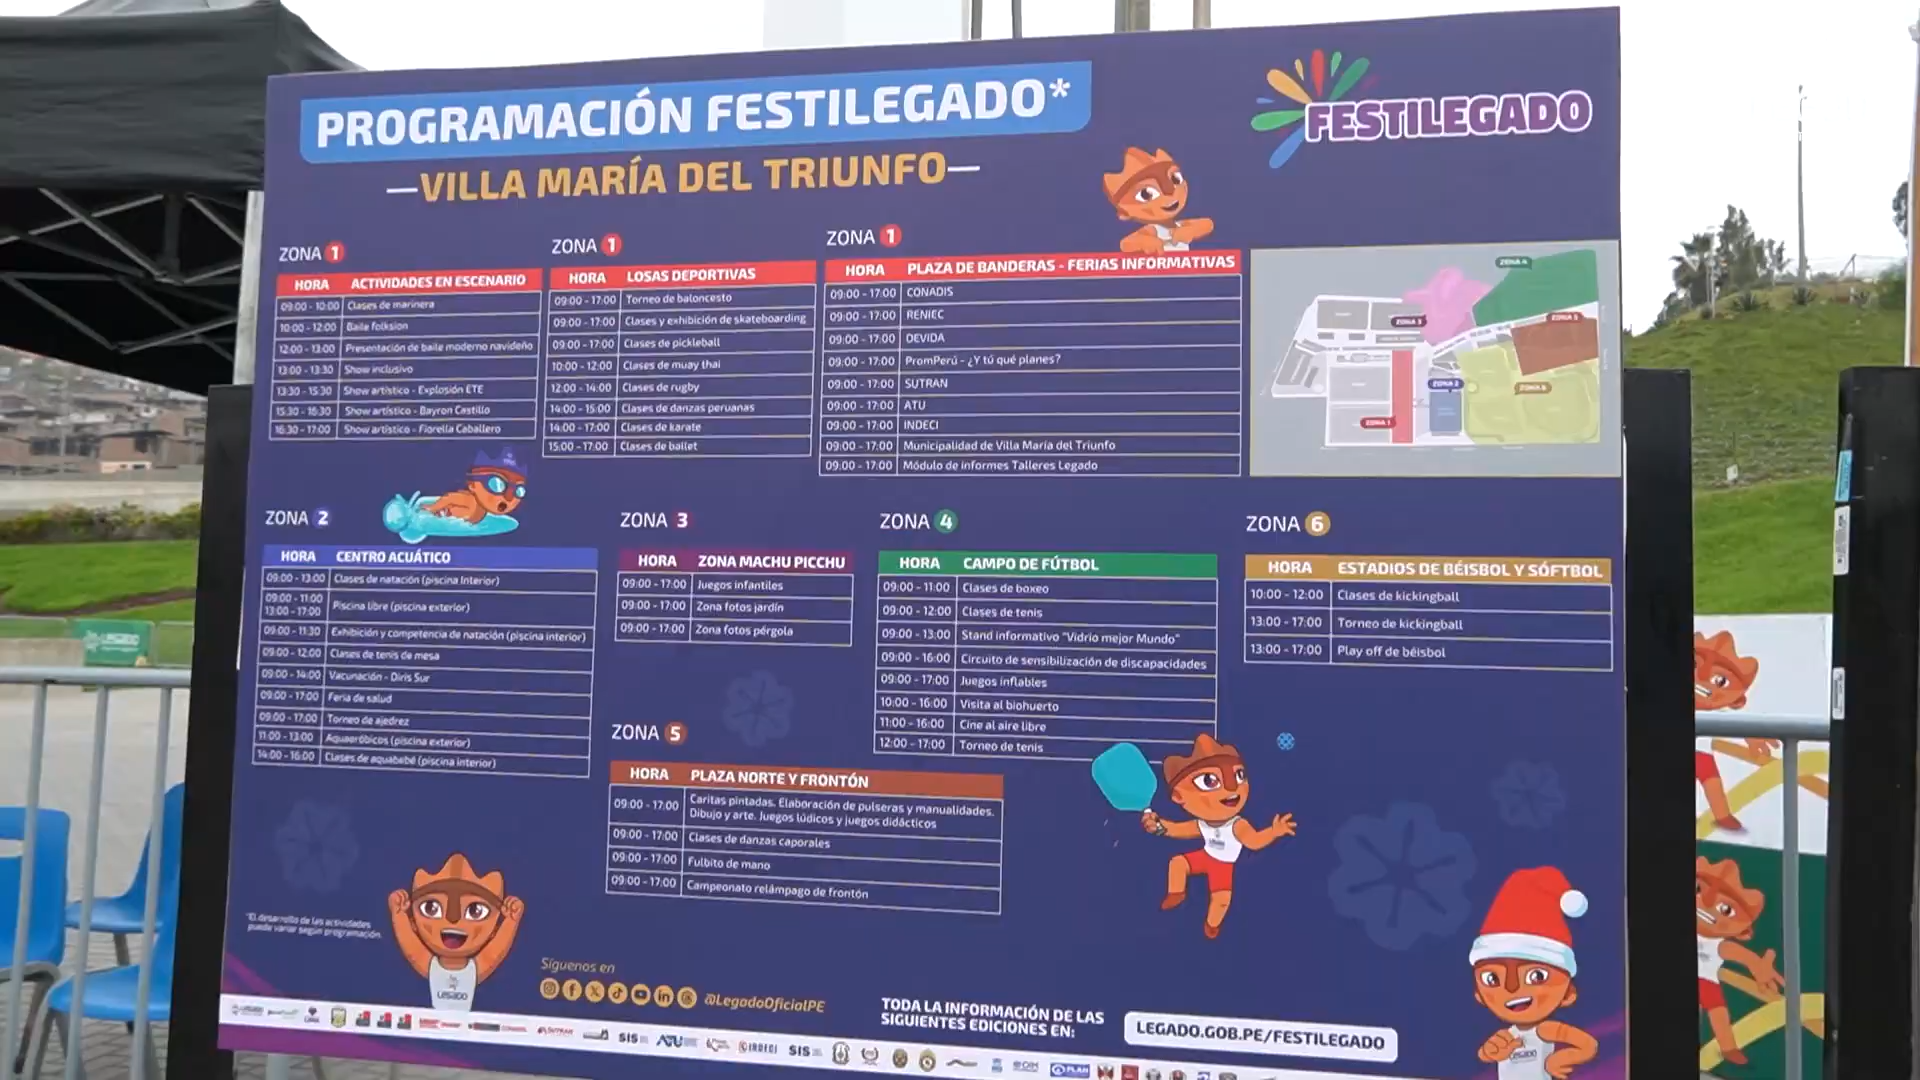 PROGRAMACIÓN FESTILEGADO*
—VILLA MARÍA DEL TRIUNFO—
FESTILEGADO
ZONA 1
HORA ACTIVIDADES EN ESCENARIO
09:00 - 10:00 Clases de marinera
10:00 - 12:00 Baile folksion
12:00 - 13:00 Presentación de baile moderno navideño
13:00 - 13:30 Show inclusivo
13:30 - 15:30 Show artístico - Explosión ETE
15:30 - 16:30 Show artístico - Bayron Castillo
16:30 - 17:00 Show artístico - Fiorella Caballero
ZONA 1
HORA LOSAS DEPORTIVAS
09:00 - 17:00 Torneo de baloncesto
09:00 - 17:00 Clases y exhibición de skateboarding
09:00 - 17:00 Clases de pickleball
10:00 - 12:00 Clases de muay thai
12:00 - 14:00 Clases de rugby
14:00 - 15:00 Clases de danzas peruanas
14:00 - 17:00 Clases de karate
15:00 - 17:00 Clases de ballet
ZONA 1
HORA PLAZA DE BANDERAS - FERIAS INFORMATIVAS
09:00 - 17:00 CONADIS
09:00 - 17:00 RENIEC
09:00 - 17:00 DEVIDA
09:00 - 17:00 PromPerú - ¿Y tú qué planes?
09:00 - 17:00 SUTRAN
09:00 - 17:00 ATU
09:00 - 17:00 INDECI
09:00 - 17:00 Municipalidad de Villa María del Triunfo
09:00 - 17:00 Módulo de informes Talleres Legado
ZONA 4
ZONA 5
ZONA 3
ZONA 2
ZONA 6
ZONA 1
ZONA 2
HORA CENTRO ACUÁTICO
09:00 - 13:00 Clases de natación (piscina Interior)
09:00 - 11:00
13:00 - 17:00 Piscina libre (piscina exterior)
09:00 - 11:30 Exhibición y competencia de natación (piscina interior)
09:00 - 12:00 Clases de tenis de mesa
09:00 - 14:00 Vacunación - Diris Sur
09:00 - 17:00 Feria de salud
09:00 - 17:00 Torneo de ajedrez
11:00 - 13:00 Aquaeróbicos (piscina exterior)
14:00 - 16:00 Clases de aquabebé (piscina interior)
ZONA 3
HORA ZONA MACHU PICCHU
09:00 - 17:00 Juegos infantiles
09:00 - 17:00 Zona fotos jardín
09:00 - 17:00 Zona fotos pérgola
ZONA 4
HORA CAMPO DE FÚTBOL
09:00 - 11:00 Clases de boxeo
09:00 - 12:00 Clases de tenis
09:00 - 13:00 Stand informativo "Vidrio mejor Mundo"
09:00 - 16:00 Circuito de sensibilización de discapacidades
09:00 - 17:00 Juegos inflables
10:00 - 16:00 Visita al biohuerto
11:00 - 16:00 Cine al aire libre
12:00 - 17:00 Torneo de tenis
ZONA 6
HORA ESTADIOS DE BÉISBOL Y SÓFTBOL
10:00 - 12:00 Clases de kickingball
13:00 - 17:00 Torneo de kickingball
13:00 - 17:00 Play off de béisbol
ZONA 5
HORA PLAZA NORTE Y FRONTÓN
09:00 - 17:00 Caritas pintadas. Elaboración de pulseras y manualidades.
Dibujo y arte. Juegos lúdicos y juegos didácticos
09:00 - 17:00 Clases de danzas caporales
09:00 - 17:00 Fulbito de mano
09:00 - 17:00 Campeonato relámpago de frontón
*El desarrollo de las actividades
puede variar según programación.
LEGADO
Síguenos en
@LegadoOficialPE
TODA LA INFORMACIÓN DE LAS
SIGUIENTES EDICIONES EN:
LEGADO.GOB.PE/FESTILEGADO
SIS ATU INDECI SIS PLAN